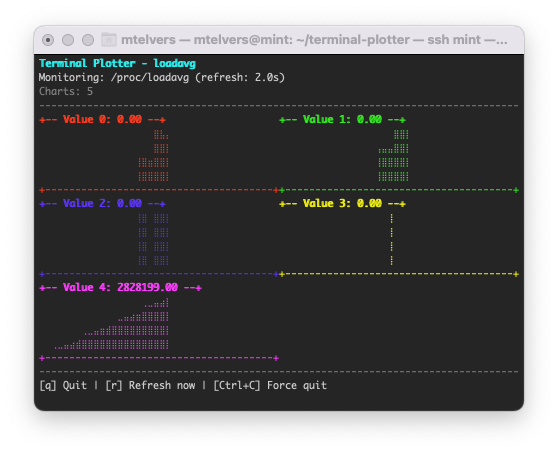 mtelvers — mtelvers@mint: ~/terminal-plotter — ssh mint —...
Terminal Plotter - loadavg
Monitoring: /proc/loadavg (refresh: 2.0s)
Charts: 5
+-- Value 0: 0.00 --+
+-- Value 1: 0.00 --+
+-- Value 2: 0.00 --+
+-- Value 3: 0.00 --+
+-- Value 4: 2828199.00 --+
[q] Quit | [r] Refresh now | [Ctrl+C] Force quit